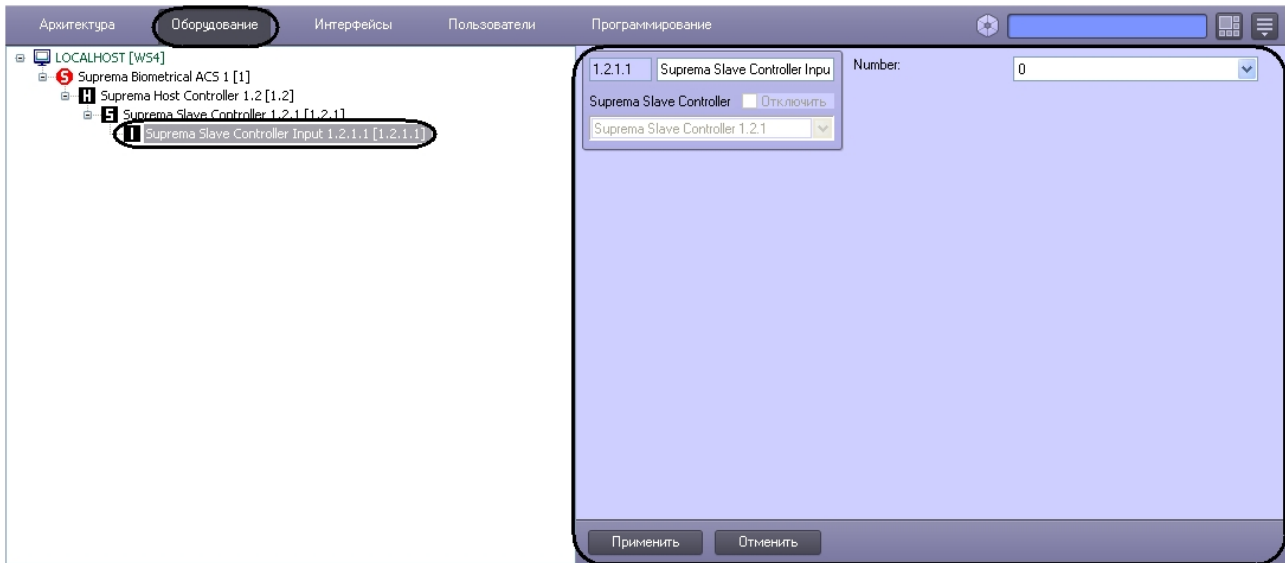 Архитектура Оборудование Интерфейсы Пользователи Программирование
LOCALHOST [WS4]
S Suprema Biometrical ACS 1 [1]
H Suprema Host Controller 1.2 [1.2]
S Suprema Slave Controller 1.2.1 [1.2.1]
I Suprema Slave Controller Input 1.2.1.1 [1.2.1.1]
1.2.1.1 Suprema Slave Controller Inpu
Suprema Slave Controller Отключить
Suprema Slave Controller 1.2.1
Number: 0
Применить Отменить